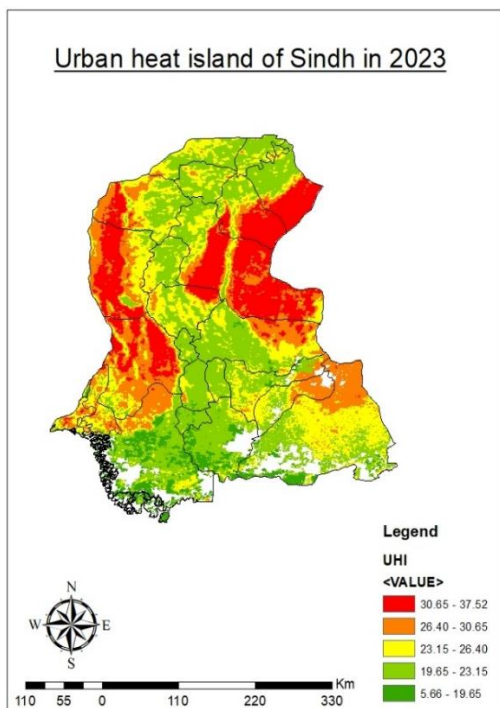 Urban heat island of Sindh in 2023
Legend
UHI
<VALUE>
30.65 - 37.52
26.40 - 30.65
23.15 - 26.40
19.65 - 23.15
5.66 - 19.65
N
W E
S
Km
110 55 0 110 220 330